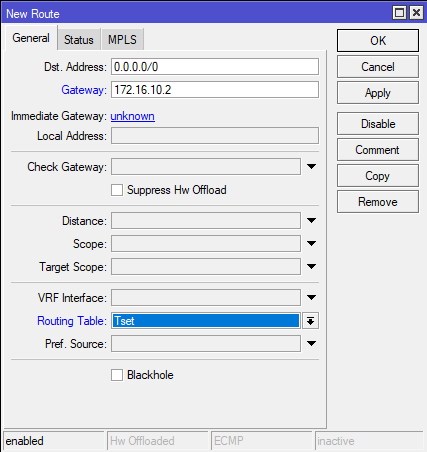 New Route
General Status MPLS
OK
Dst. Address: 0.0.0.0/0
Cancel
Gateway: 172.16.10.2
Apply
Immediate Gateway: unknown
Disable
Local Address:
Comment
Check Gateway:
Copy
Suppress Hw Offload
Remove
Distance:
Scope:
Target Scope:
VRF Interface:
Routing Table: Tset
Pref. Source:
Blackhole
enabled Hw Offloaded ECMP inactive